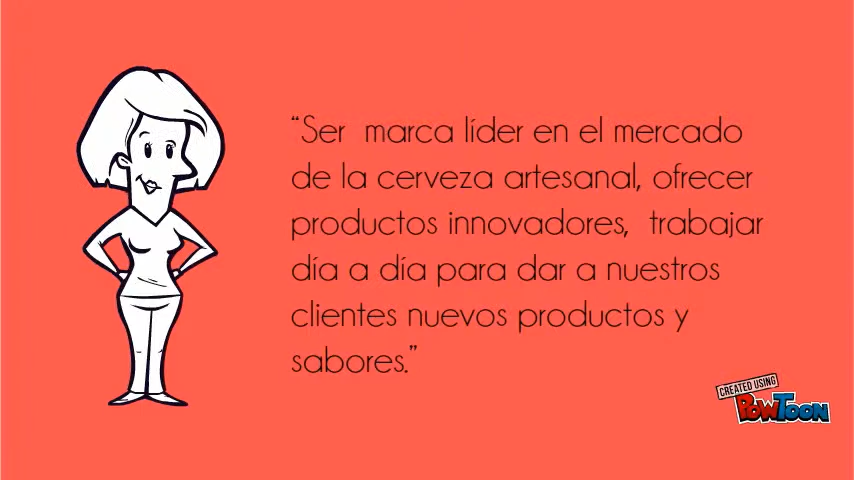 “Ser marca líder en el mercado
de la cerveza artesanal, ofrecer
productos innovadores, trabajar
día a día para dar a nuestros
clientes nuevos productos y
sabores.”
CREATED USING
POWTOON